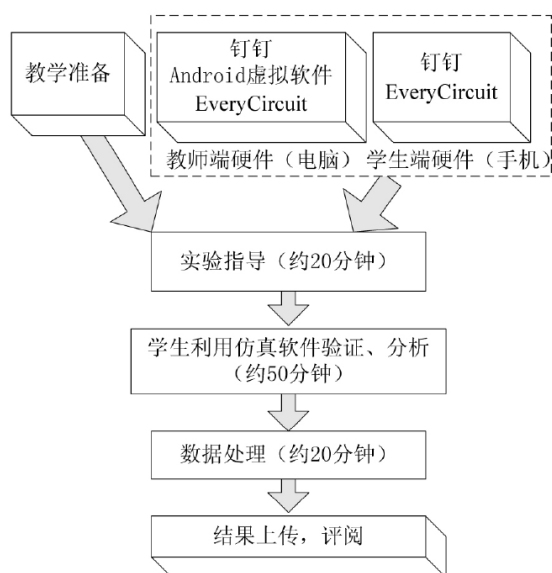 教学准备
钉钉
Android虚拟软件
EveryCircuit
钉钉
EveryCircuit
教师端硬件（电脑）
学生端硬件（手机）
实验指导（约20分钟）
学生利用仿真软件验证、分析
（约50分钟）
数据处理（约20分钟）
结果上传，评阅